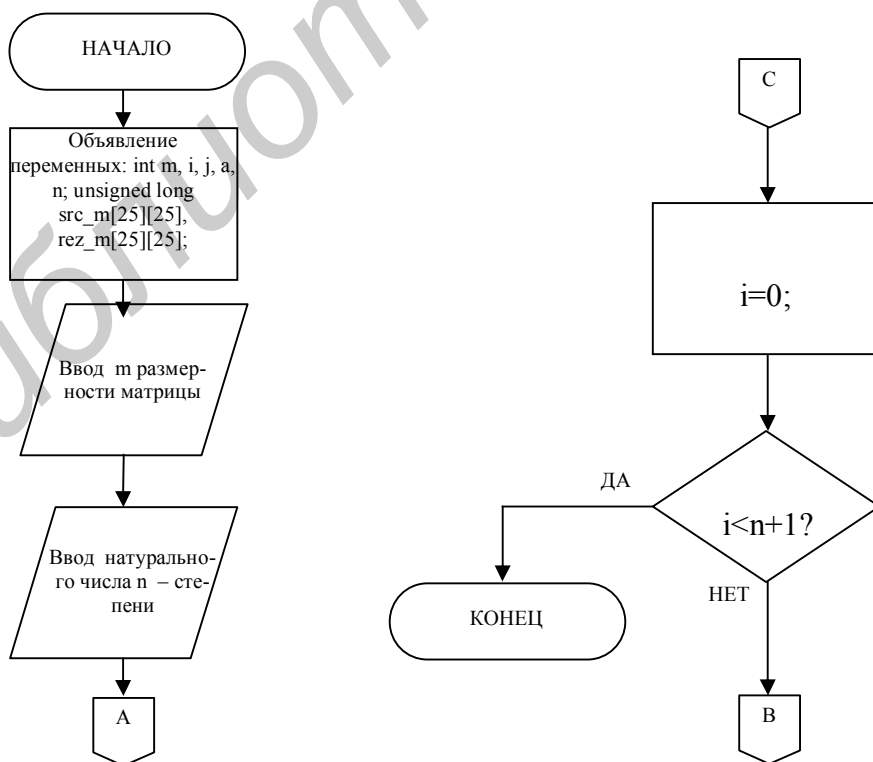 НАЧАЛО
Объявление
переменных: int m, i, j, a,
n; unsigned long
src_m[25][25],
rez_m[25][25];
Ввод m размер-
ности матрицы
Ввод натурально-
го числа n – сте-
пени
A
C
i=0;
i<n+1?
ДА
НЕТ
КОНЕЦ
B